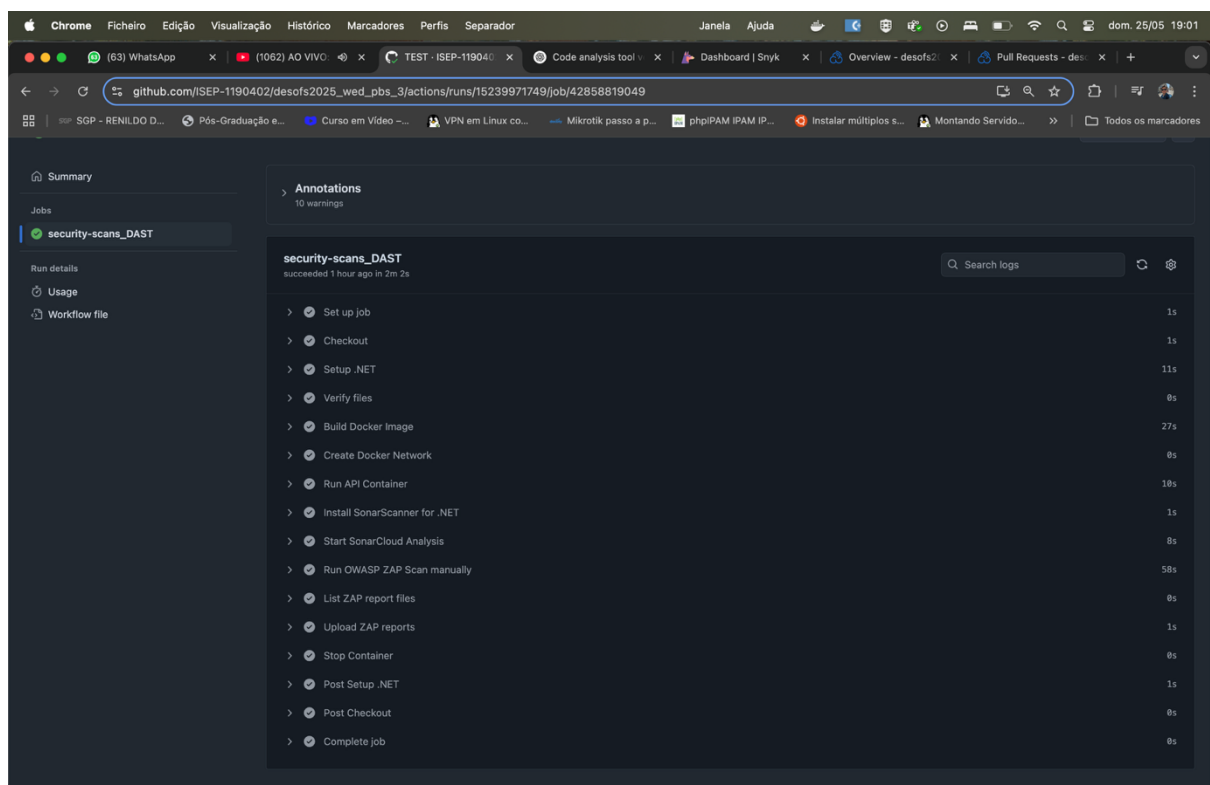 Chrome Ficheiro Edição Visualização Histórico Marcadores Perfis Separador Janela Ajuda dom. 25/05 19:01
(63) WhatsApp (1062) AO VIVO: TEST · ISEP-119040 Code analysis tool Dashboard | Snyk Overview - desofs2 Pull Requests - des
github.com/ISEP-1190402/desofs2025_wed_pbs_3/actions/runs/15239971749/job/42858819049
SGP - RENILDO D... Pós-Graduação e... Curso em Vídeo –... VPN em Linux co... Mikrotik passo a p... phpIPAM IPAM IP... Instalar múltiplos s... Montando Servido... » Todos os marcadores
Summary
Jobs
security-scans_DAST
Run details
Usage
Workflow file
Annotations
10 warnings
security-scans_DAST
succeeded 1 hour ago in 2m 2s
Search logs
Set up job 1s
Checkout 1s
Setup .NET 11s
Verify files 0s
Build Docker Image 27s
Create Docker Network 0s
Run API Container 10s
Install SonarScanner for .NET 1s
Start SonarCloud Analysis 8s
Run OWASP ZAP Scan manually 58s
List ZAP report files 0s
Upload ZAP reports 1s
Stop Container 0s
Post Setup .NET 1s
Post Checkout 0s
Complete job 0s